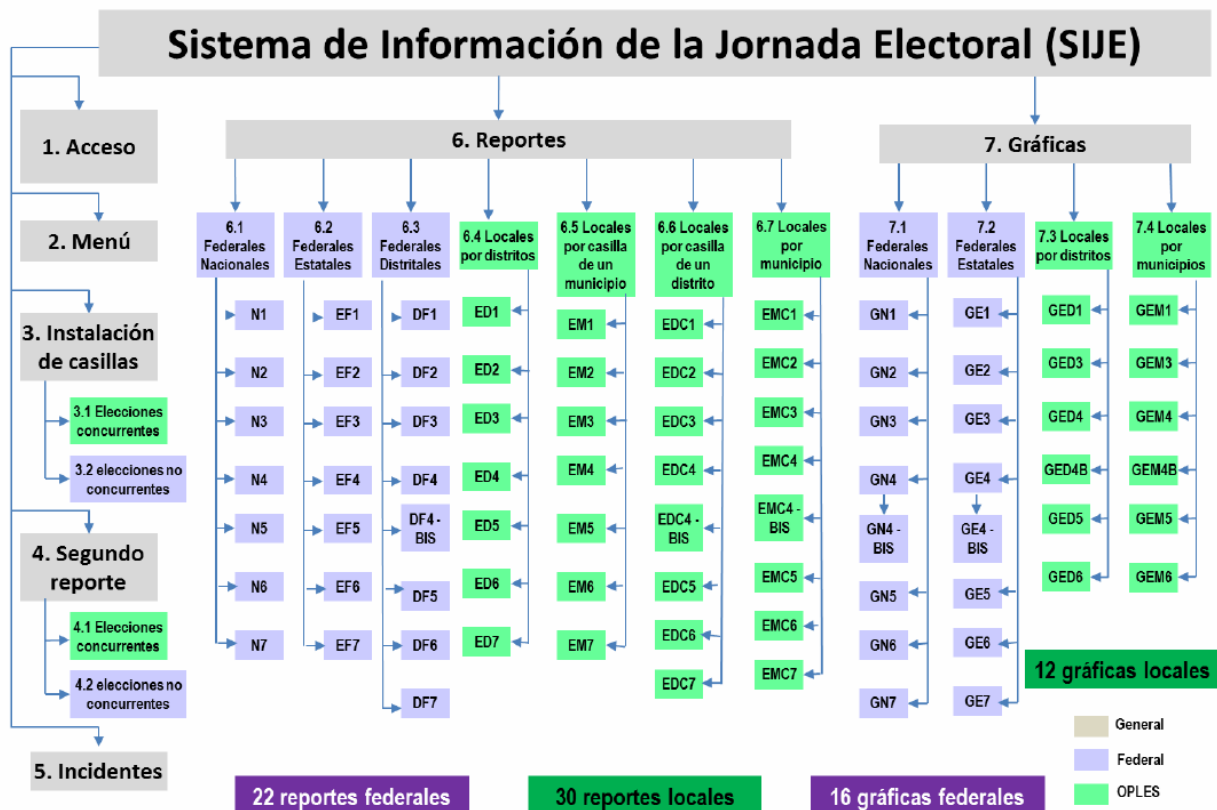 Sistema de Información de la Jornada Electoral (SIJE)
1. Acceso
2. Menú
3. Instalación
de casillas
3.1 Elecciones
concurrentes
3.2 elecciones no
concurrentes
4. Segundo
reporte
4.1 Elecciones
concurrentes
4.2 elecciones no
concurrentes
5. Incidentes
6. Reportes
6.1
Federales
Nacionales
N1
N2
N3
N4
N5
N6
N7
6.2
Federales
Estatales
EF1
EF2
EF3
EF4
EF5
EF6
EF7
6.3
Federales
Distritales
DF1
DF2
DF3
DF4
DF4 -
BIS
DF5
DF6
DF7
6.4 Locales
por distritos
ED1
ED2
ED3
ED4
ED5
ED6
ED7
6.5 Locales
por casilla
de un
municipio
EM1
EM2
EM3
EM4
EM5
EM6
EM7
6.6 Locales
por casilla
de un
distrito
EDC1
EDC2
EDC3
EDC4
EDC4 -
BIS
EDC5
EDC6
EDC7
6.7 Locales
por
municipio
EMC1
EMC2
EMC3
EMC4
EMC4 -
BIS
EMC5
EMC6
EMC7
7. Gráficas
7.1
Federales
Nacionales
GN1
GN2
GN3
GN4
GN4 -
BIS
GN5
GN6
GN7
7.2
Federales
Estatales
GE1
GE2
GE3
GE4
GE4 -
BIS
GE5
GE6
GE7
7.3 Locales
por distritos
GED1
GED3
GED4
GED4B
GED5
GED6
7.4 Locales
por
municipios
GEM1
GEM3
GEM4
GEM4B
GEM5
GEM6
12 gráficas locales
General
Federal
OPLES
22 reportes federales
30 reportes locales
16 gráficas federales